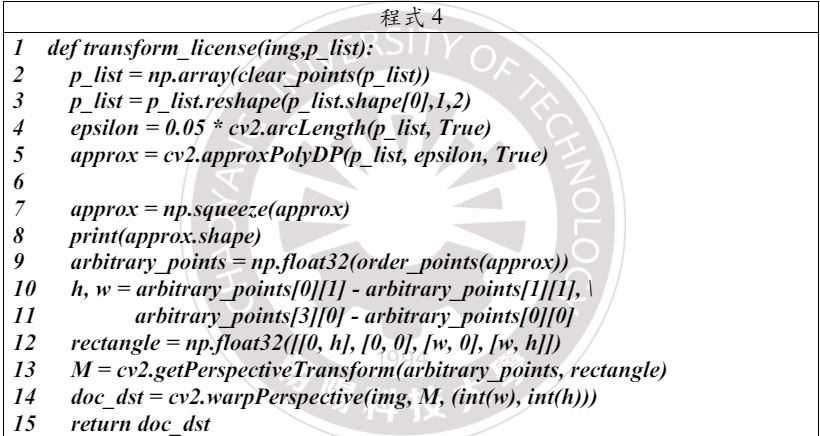 程式 4
1 def transform_license(img,p_list):
2 p_list = np.array(clear_points(p_list))
3 p_list = p_list.reshape(p_list.shape[0],1,2)
4 epsilon = 0.05 * cv2.arcLength(p_list, True)
5 approx = cv2.approxPolyDP(p_list, epsilon, True)
6
7 approx = np.squeeze(approx)
8 print(approx.shape)
9 arbitrary_points = np.float32(order_points(approx))
10 h, w = arbitrary_points[0][1] - arbitrary_points[1][1], \
11 arbitrary_points[3][0] - arbitrary_points[0][0]
12 rectangle = np.float32([[0, h], [0, 0], [w, 0], [w, h]])
13 M = cv2.getPerspectiveTransform(arbitrary_points, rectangle)
14 doc_dst = cv2.warpPerspective(img, M, (int(w), int(h)))
15 return doc_dst
1994